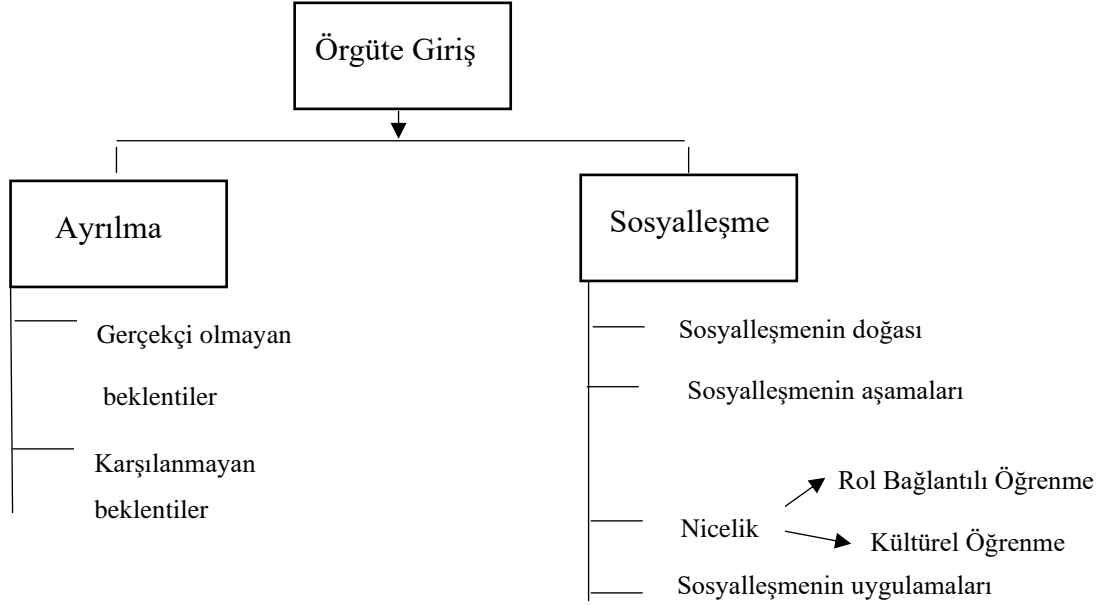 Örgüte Giriş
Ayrılma
Gerçekçi olmayan
beklentiler
Karşılanmayan
beklentiler
Sosyalleşme
Sosyalleşmenin doğası
Sosyalleşmenin aşamaları
Nicelik
Rol Bağlantılı Öğrenme
Kültürel Öğrenme
Sosyalleşmenin uygulamaları